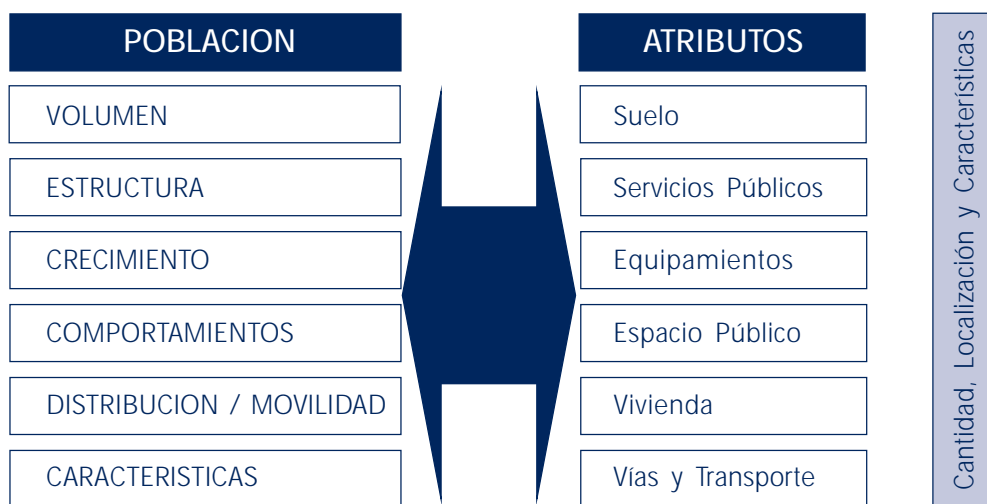 POBLACION
VOLUMEN
ESTRUCTURA
CRECIMIENTO
COMPORTAMIENTOS
DISTRIBUCION / MOVILIDAD
CARACTERISTICAS
ATRIBUTOS
Suelo
Servicios Públicos
Equipamientos
Espacio Público
Vivienda
Vías y Transporte
Cantidad, Localización y Características